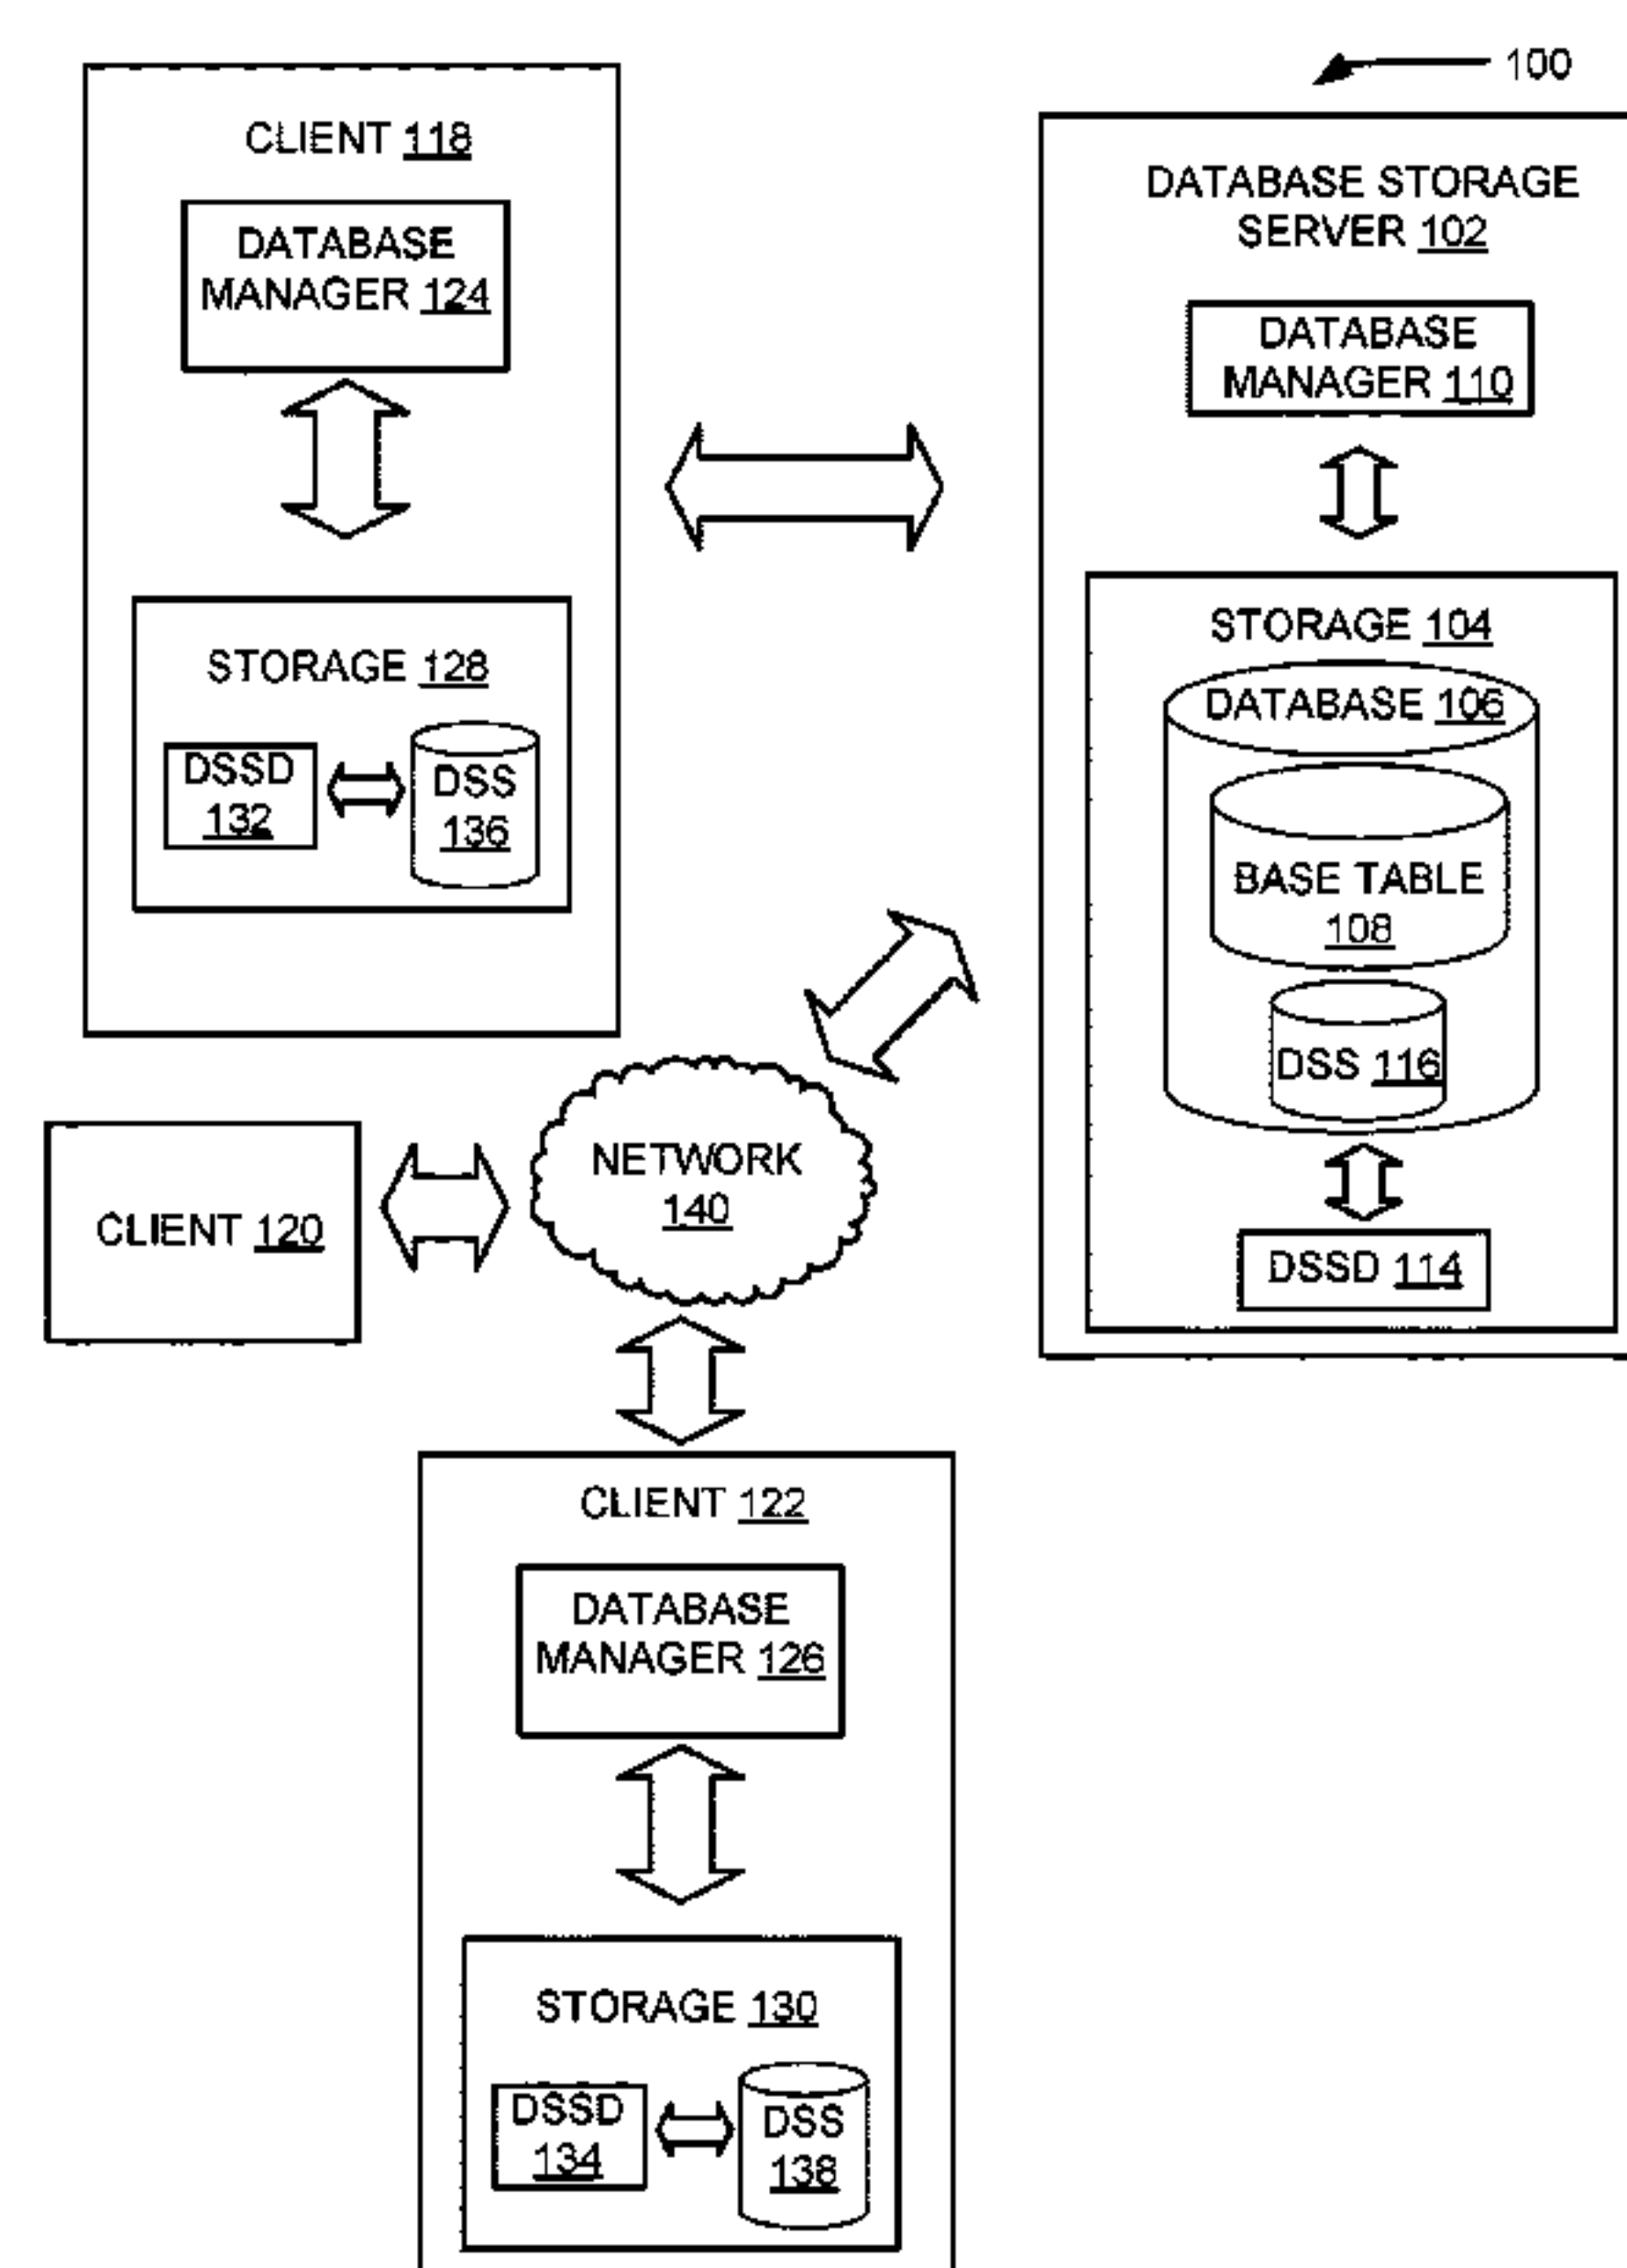 100
CLIENT 118
DATABASE
MANAGER 124
STORAGE 128
DSSD
132
DSS
136
DATABASE STORAGE
SERVER 102
DATABASE
MANAGER 110
STORAGE 104
DATABASE 106
BASE TABLE
108
DSS 116
DSSD 114
NETWORK
140
CLIENT 120
CLIENT 122
DATABASE
MANAGER 126
STORAGE 130
DSSD
134
DSS
138